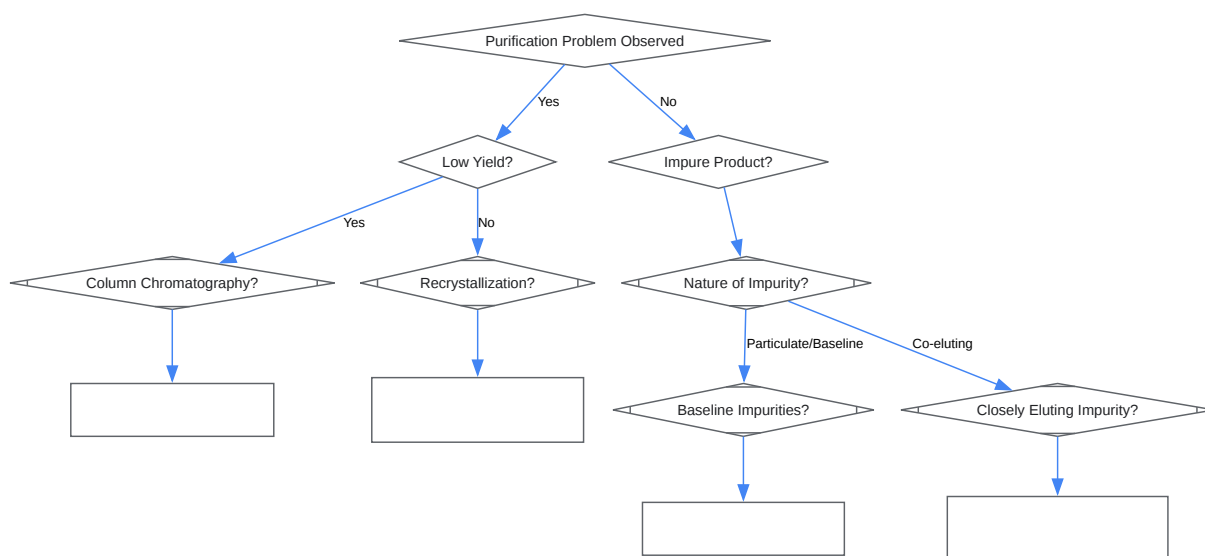 Purification Problem Observed
Yes
No
Low Yield?
Impure Product?
Yes
No
Column Chromatography?
Recrystallization?
Nature of Impurity?
Particulate/Baseline
Co-eluting
Baseline Impurities?
Closely Eluting Impurity?